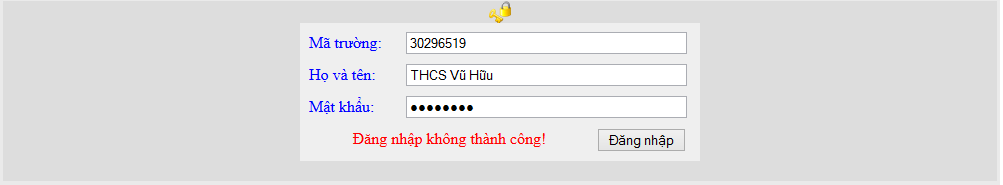 Mã trường: 30296519
Họ và tên: THCS Vũ Hữu
Mật khẩu: ●●●●●●●●
Đăng nhập không thành công! Đăng nhập